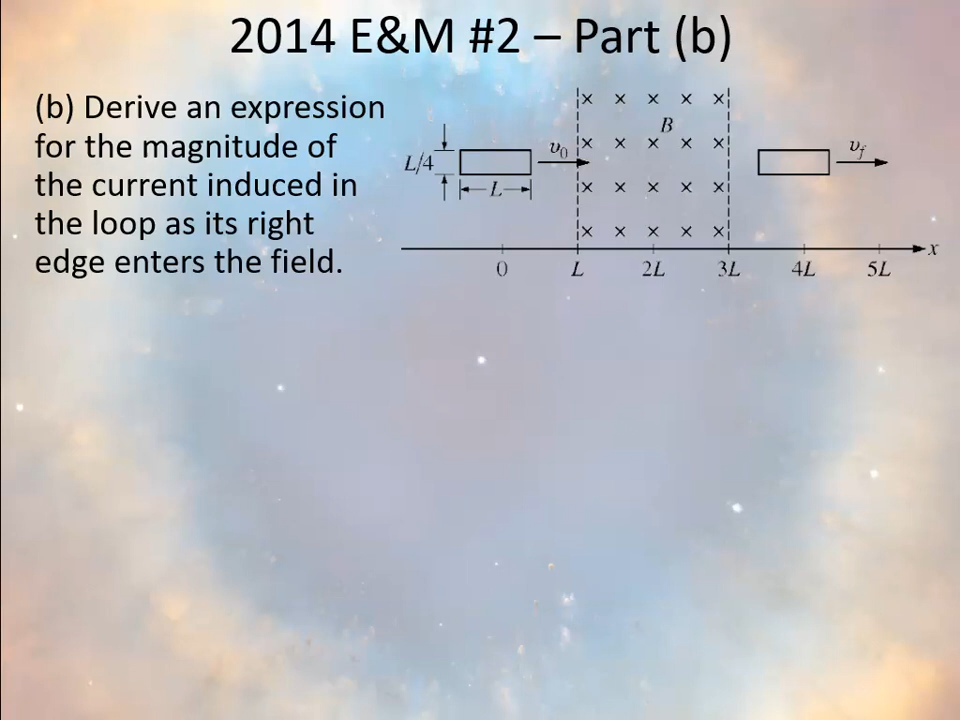 2014 E&M #2 – Part (b)
(b) Derive an expression
for the magnitude of
the current induced in
the loop as its right
edge enters the field.
× × × × ×
B
L/4
v₀
× × × × ×
v_f
L
× × × × ×
× × × × ×
x
0 L 2L 3L 4L 5L